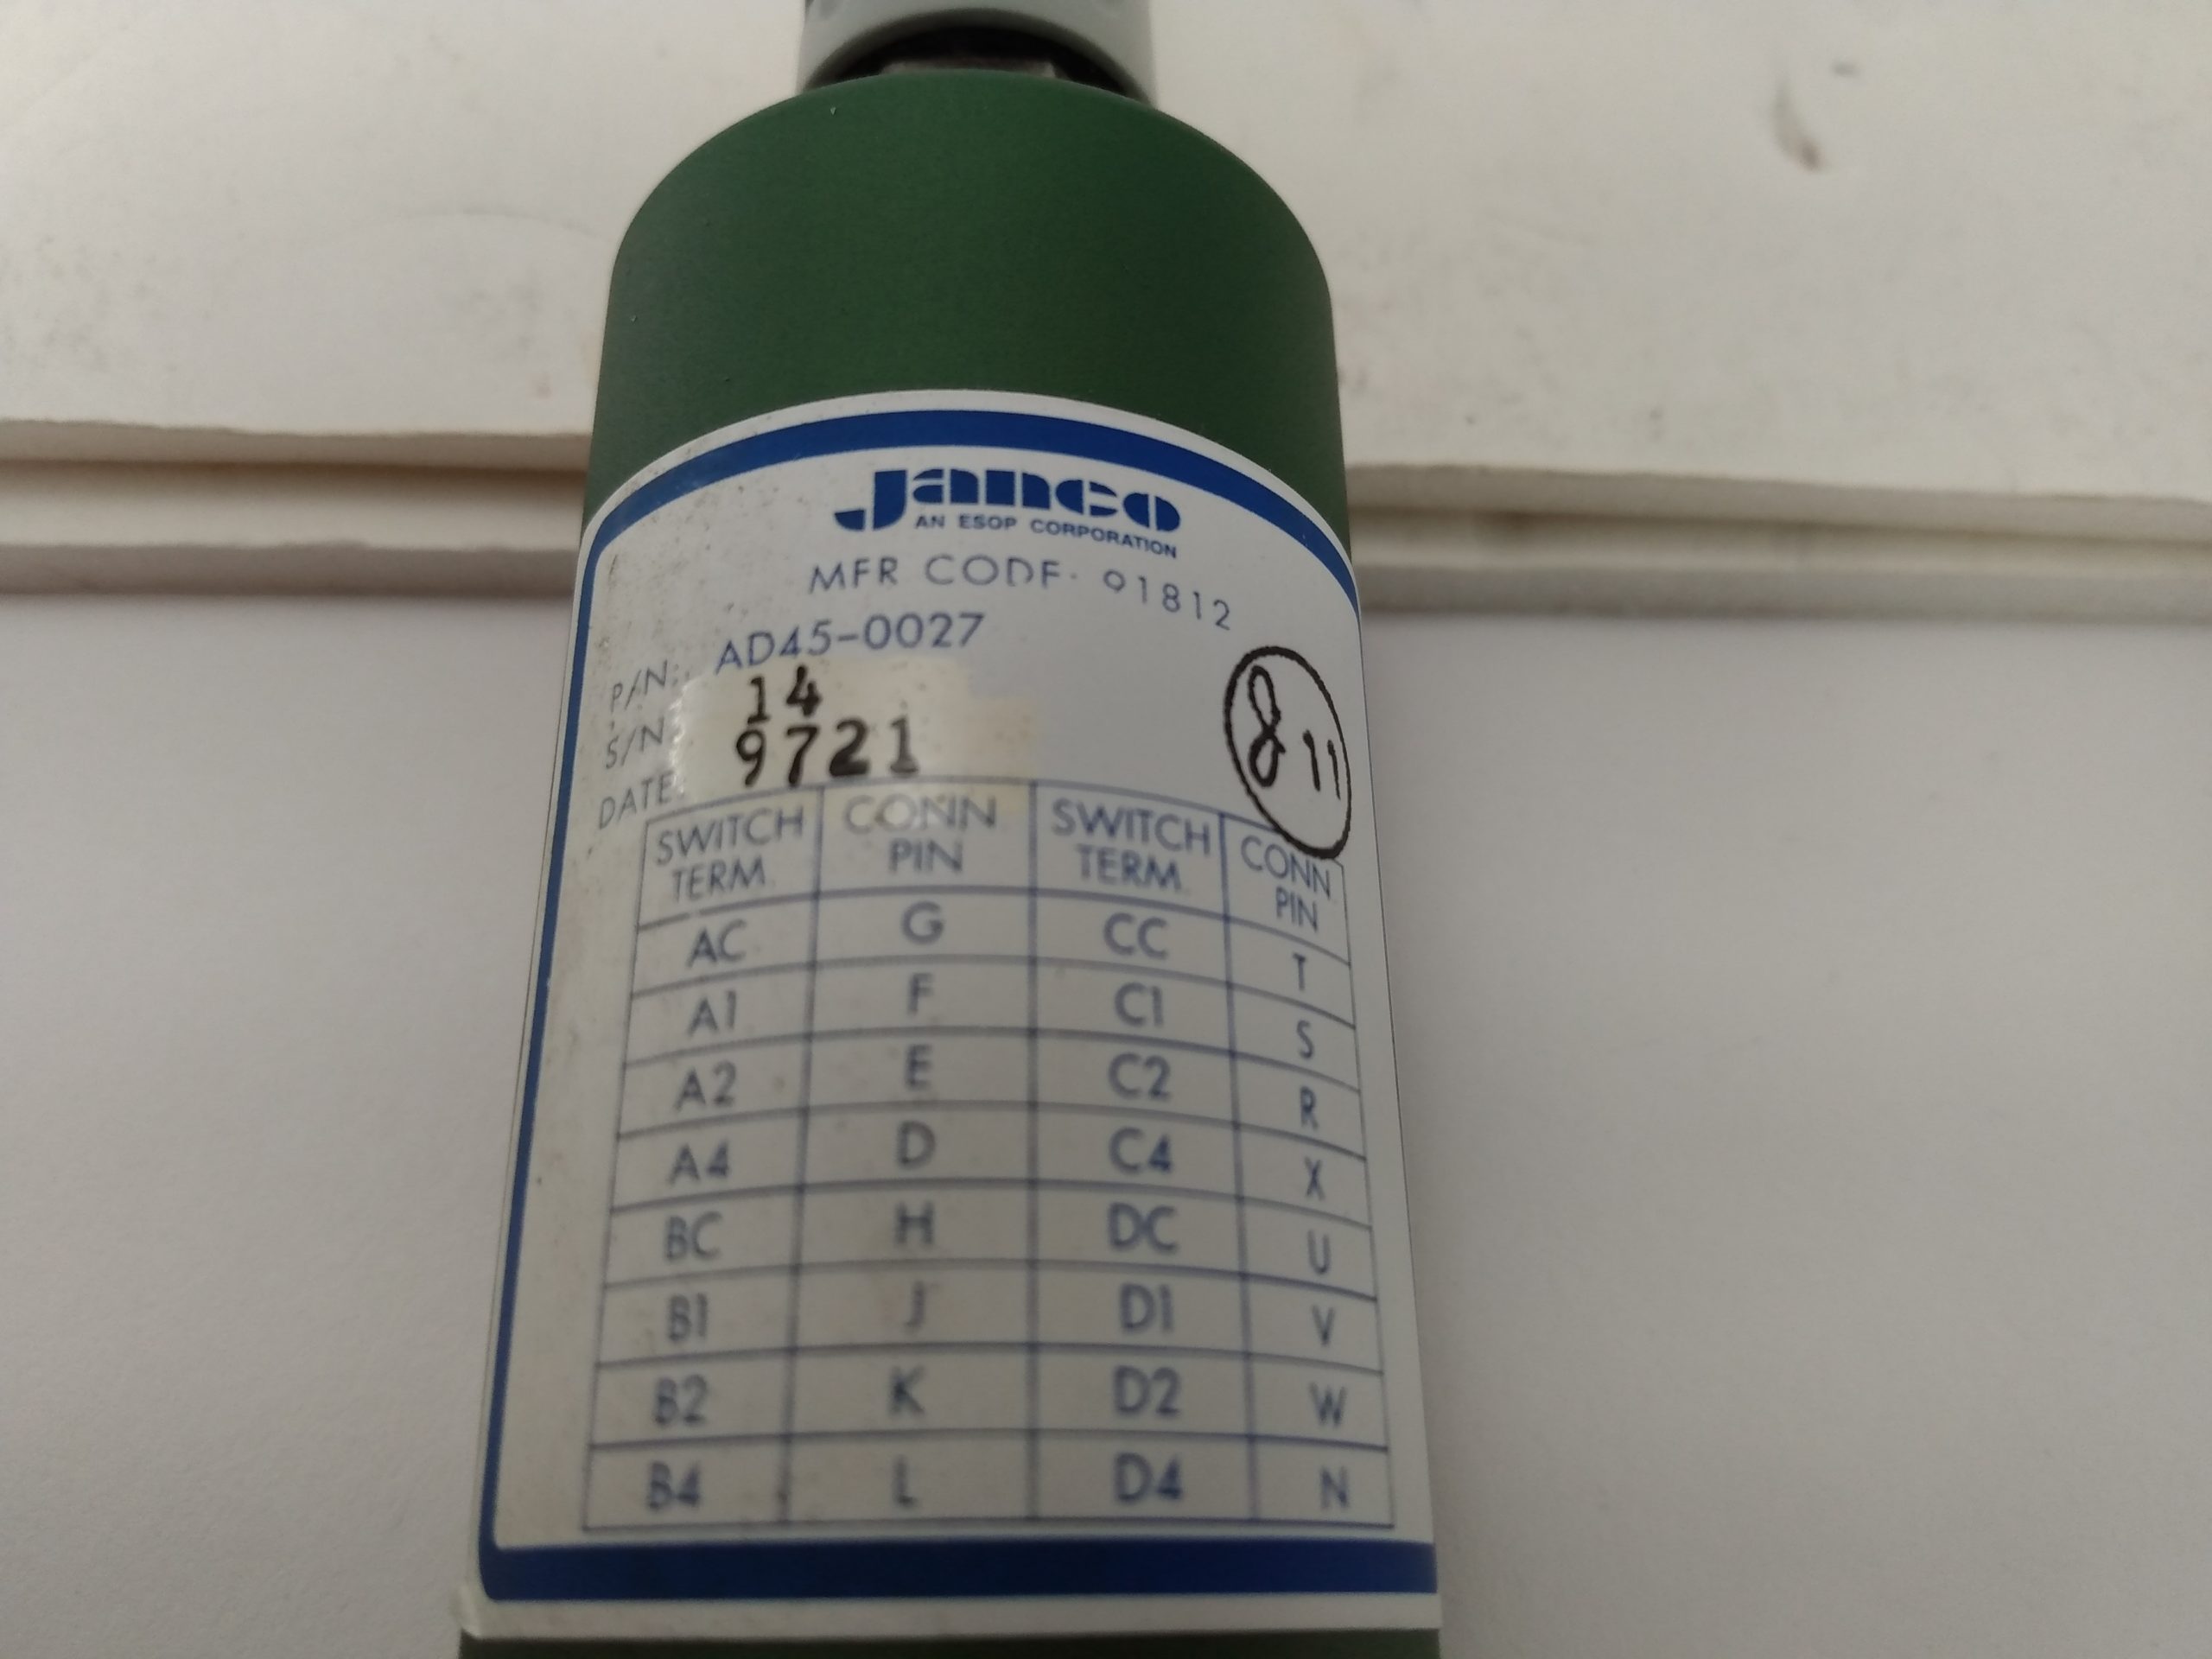 Janco
AN ESOP CORPORATION
MFR CODE: 91812
P/N: AD45-0027
S/N: 14
DATE: 9721
8 11
SWITCH TERM. CONN PIN SWITCH TERM. CONN PIN
AC G CC T
A1 F C1 S
A2 E C2 R
A4 D C4 X
BC H DC U
B1 J D1 V
B2 K D2 W
B4 L D4 N